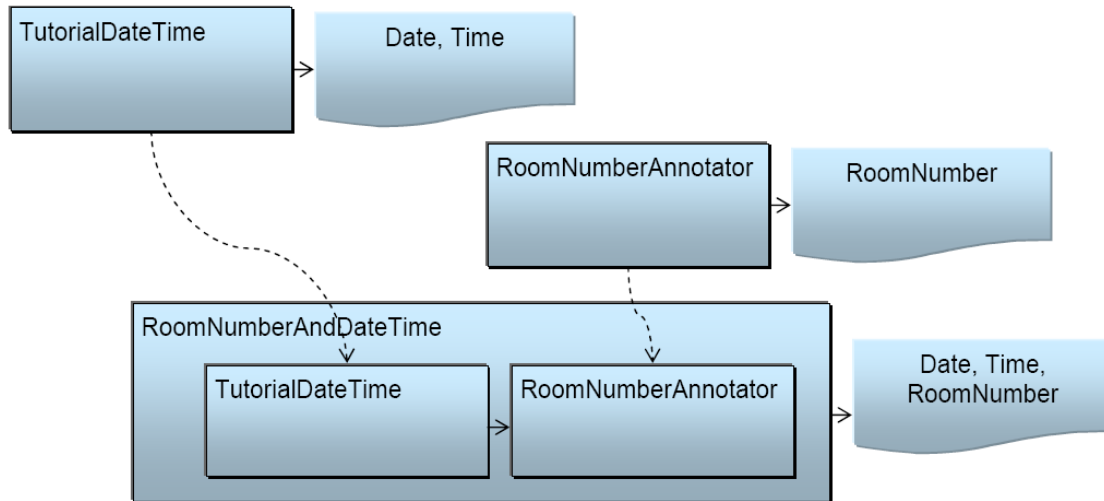 TutorialDateTime
Date, Time
RoomNumberAnnotator
RoomNumber
RoomNumberAndDateTime
TutorialDateTime
RoomNumberAnnotator
Date, Time,
RoomNumber